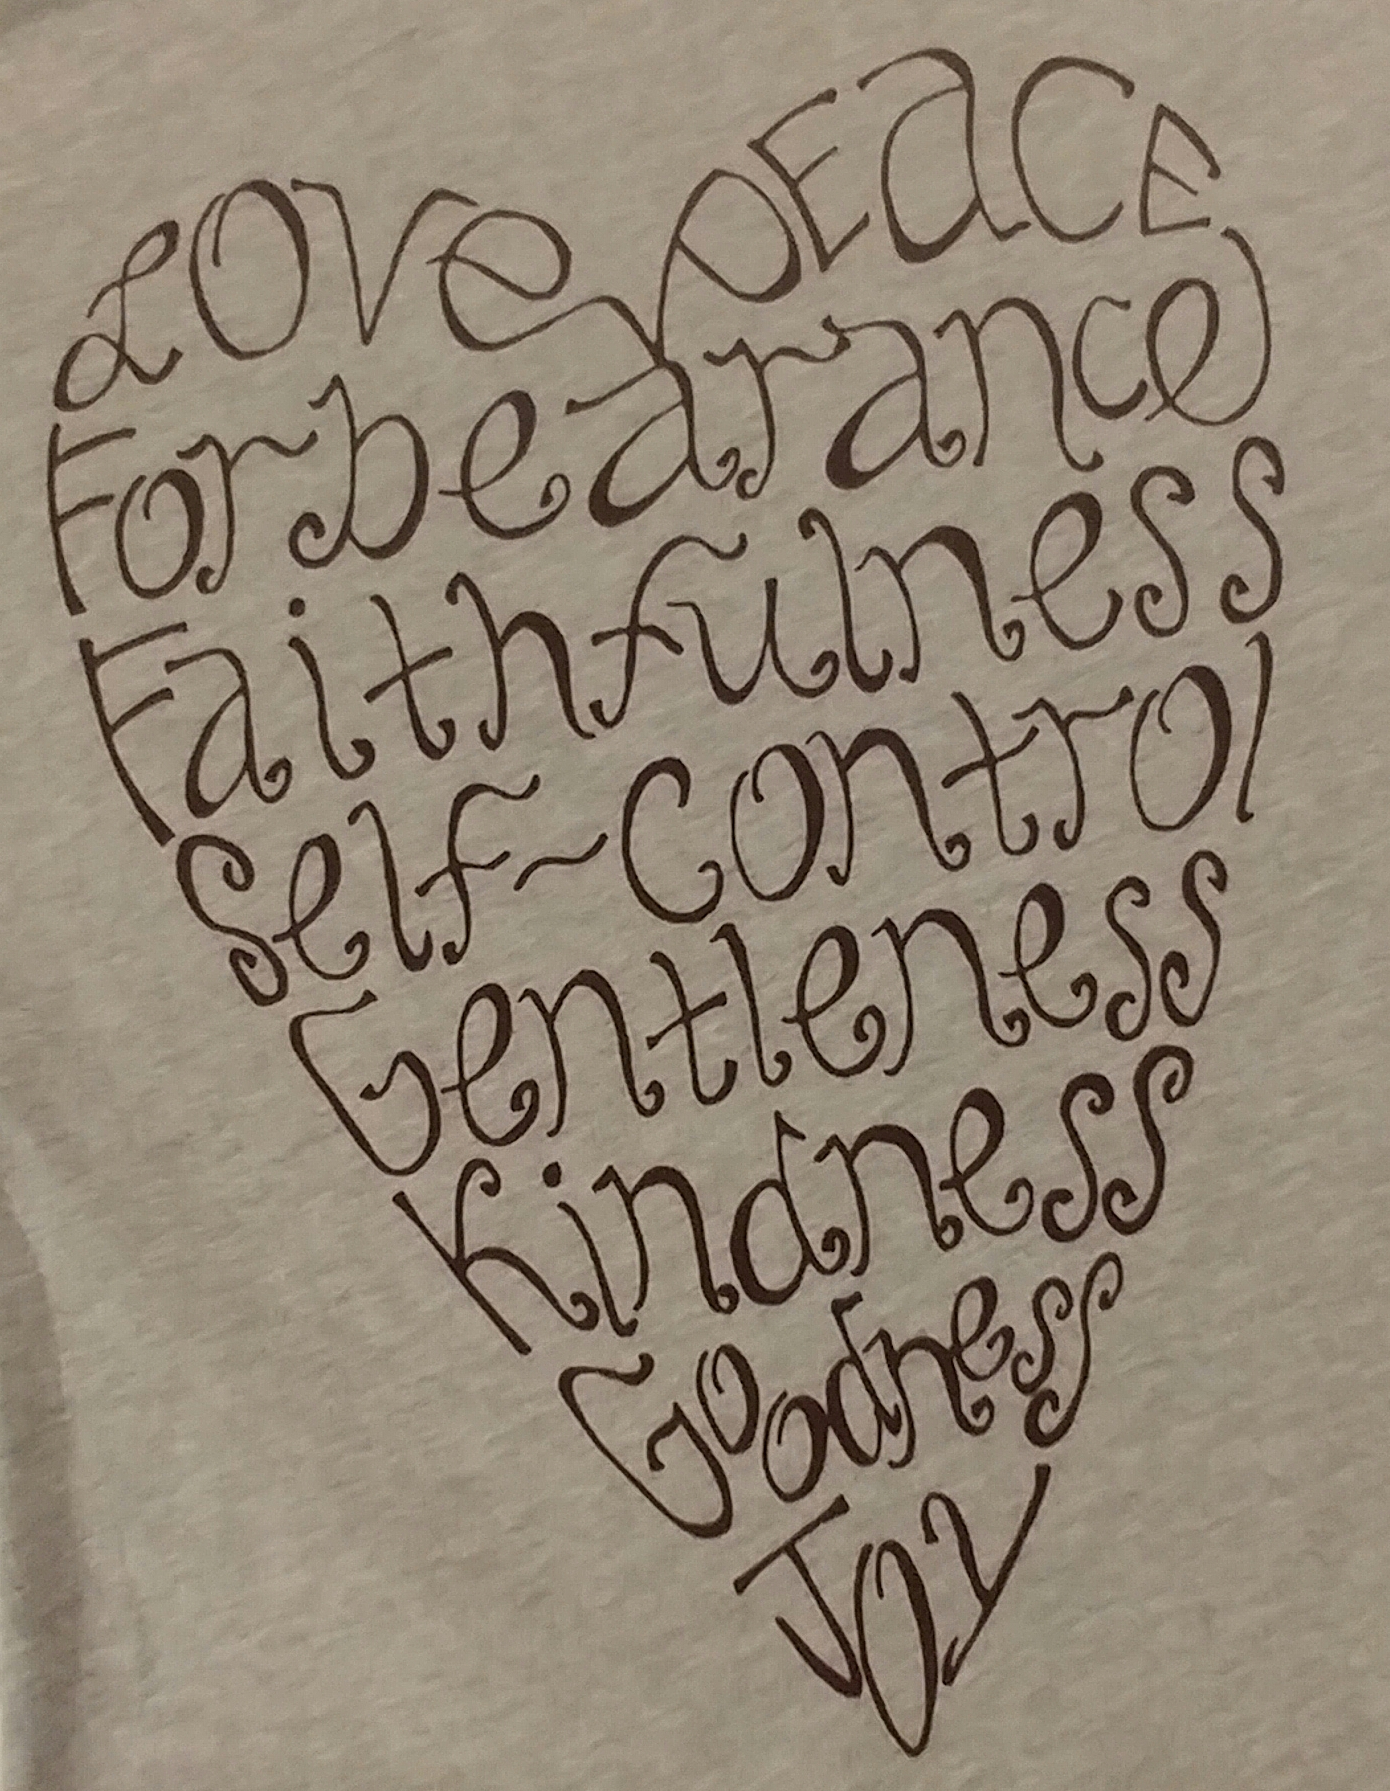 Love peace
Forbearance
Faithfulness
Self~control
Gentleness
Kindness
Goodness
Joy